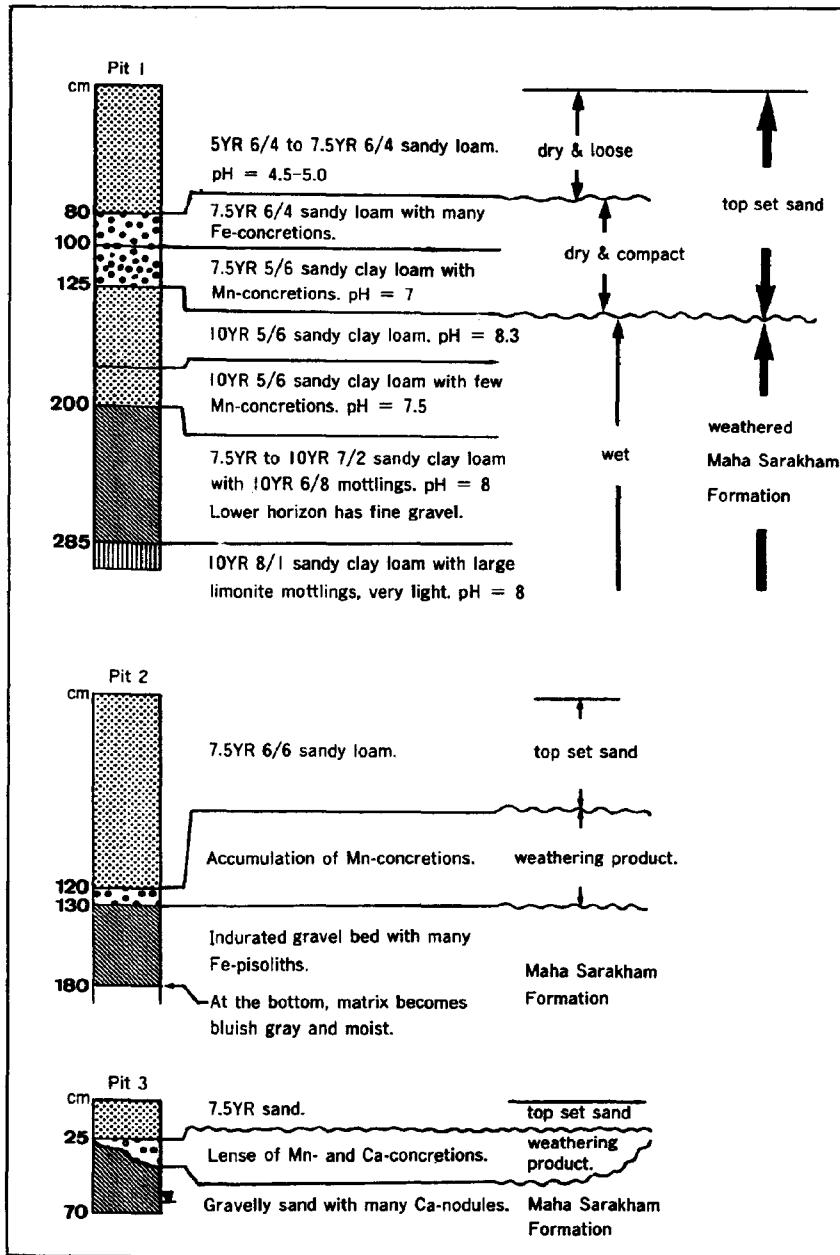 Pit 1
cm
5YR 6/4 to 7.5YR 6/4 sandy loam.
pH = 4.5-5.0
80
7.5YR 6/4 sandy loam with many
Fe-concretions.
100
7.5YR 5/6 sandy clay loam with
Mn-concretions. pH = 7
125
10YR 5/6 sandy clay loam. pH = 8.3
10YR 5/6 sandy clay loam with few
Mn-concretions. pH = 7.5
200
7.5YR to 10YR 7/2 sandy clay loam
with 10YR 6/8 mottlings. pH = 8
Lower horizon has fine gravel.
285
10YR 8/1 sandy clay loam with large
limonite mottlings, very light. pH = 8
dry & loose
dry & compact
wet
top set sand
weathered
Maha Sarakham
Formation
Pit 2
cm
7.5YR 6/6 sandy loam.
top set sand
Accumulation of Mn-concretions.
weathering product.
120
130
Indurated gravel bed with many
Fe-pisoliths.
Maha Sarakham
Formation
180
At the bottom, matrix becomes
bluish gray and moist.
Pit 3
cm
7.5YR sand.
top set sand
25
Lense of Mn- and Ca-concretions.
weathering
product.
Gravelly sand with many Ca-nodules.
Maha Sarakham
Formation
70